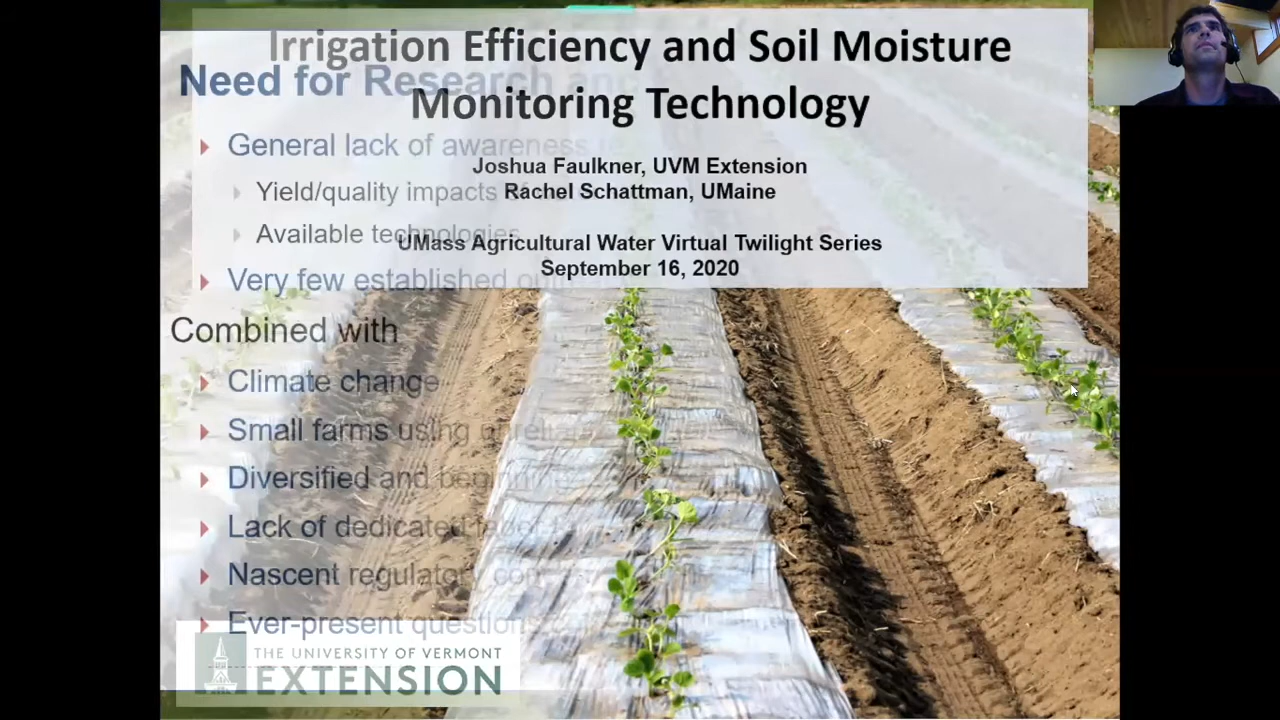 Irrigation Efficiency and Soil Moisture
Monitoring Technology
Joshua Faulkner, UVM Extension
Rachel Schattman, UMaine
UMass Agricultural Water Virtual Twilight Series
September 16, 2020
Need for Research
General lack of awareness
Yield/quality impacts
Available technologies
Very few established
Combined with
Climate change
Small farms using
Diversified and
Lack of dedicated
Nascent regulatory
Ever-present question
THE UNIVERSITY OF VERMONT
EXTENSION